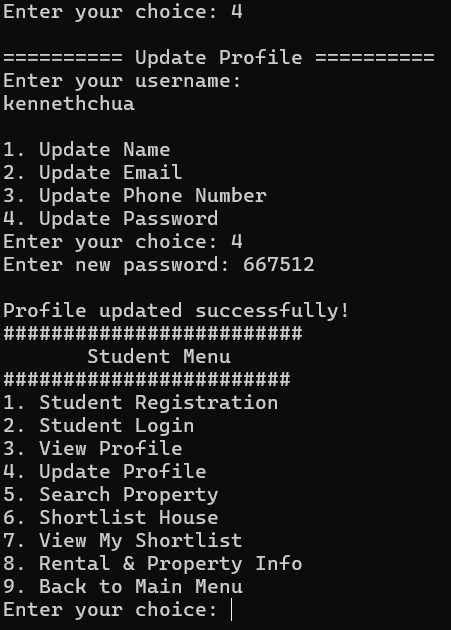 Enter your choice: 4
========== Update Profile ==========
Enter your username:
kennethchua
1. Update Name
2. Update Email
3. Update Phone Number
4. Update Password
Enter your choice: 4
Enter new password: 667512
Profile updated successfully!
#########################
       Student Menu
########################
1. Student Registration
2. Student Login
3. View Profile
4. Update Profile
5. Search Property
6. Shortlist House
7. View My Shortlist
8. Rental & Property Info
9. Back to Main Menu
Enter your choice: